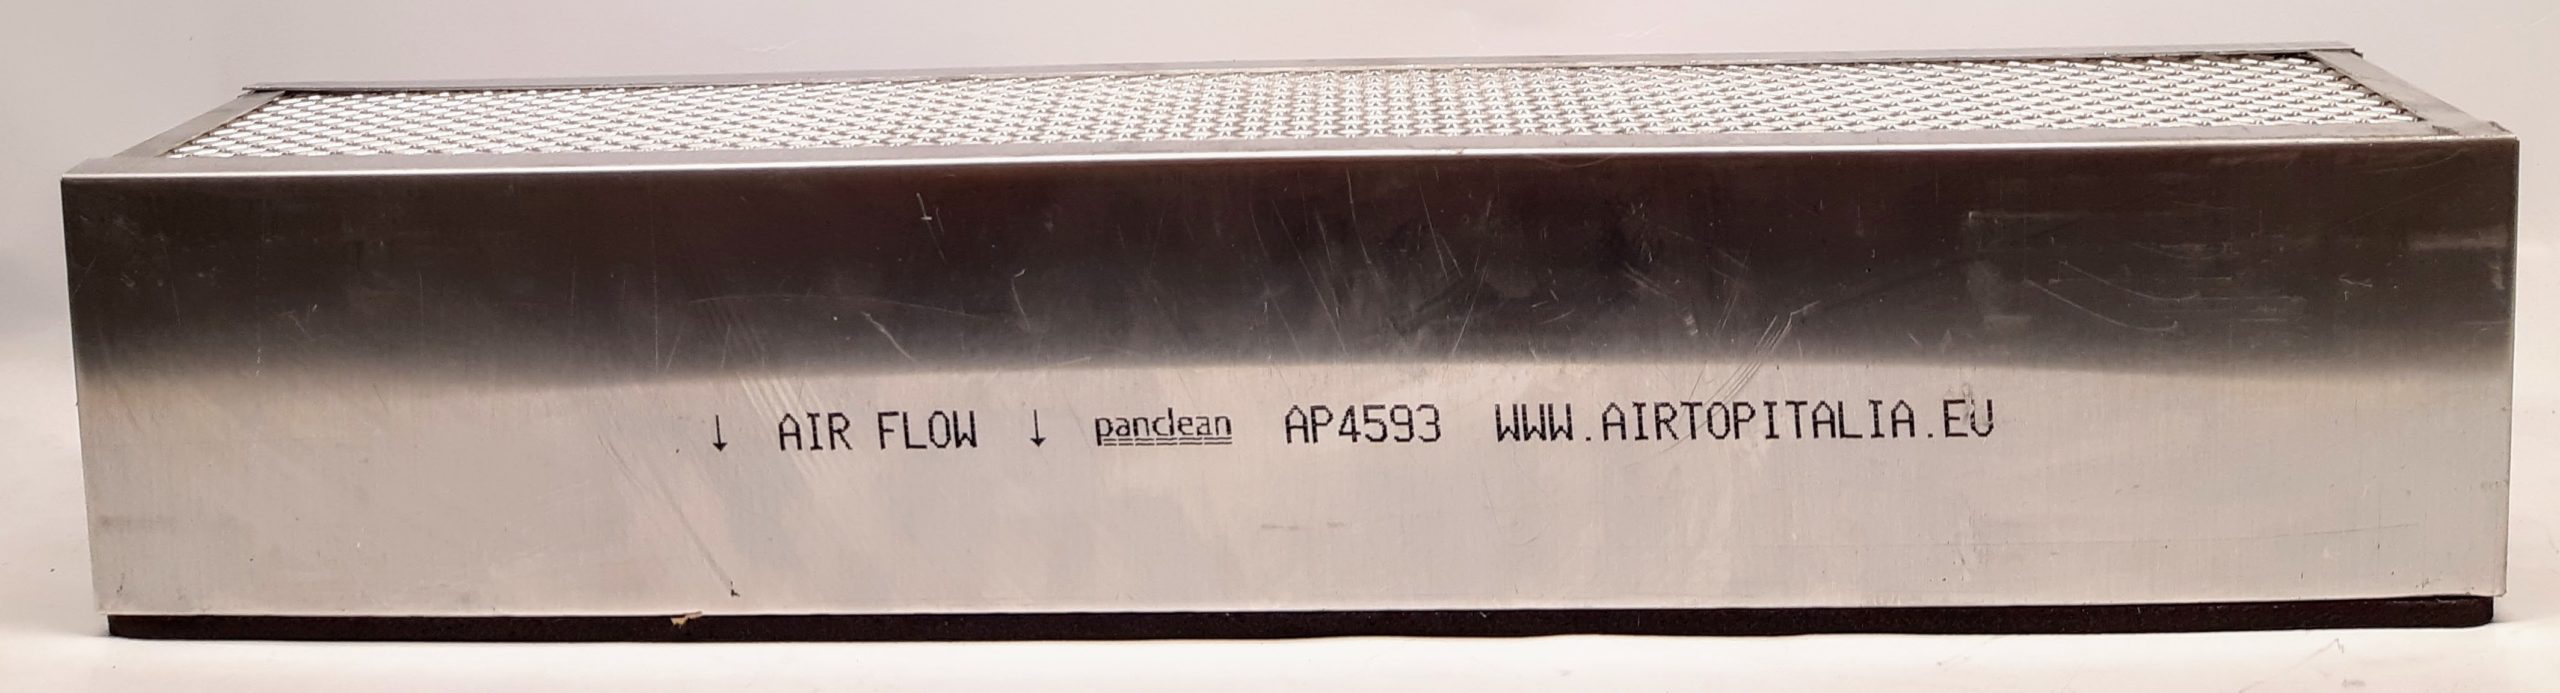 ↓ AIR FLOW ↓ panclean AP4593 WWW.AIRTOPITALIA.EU